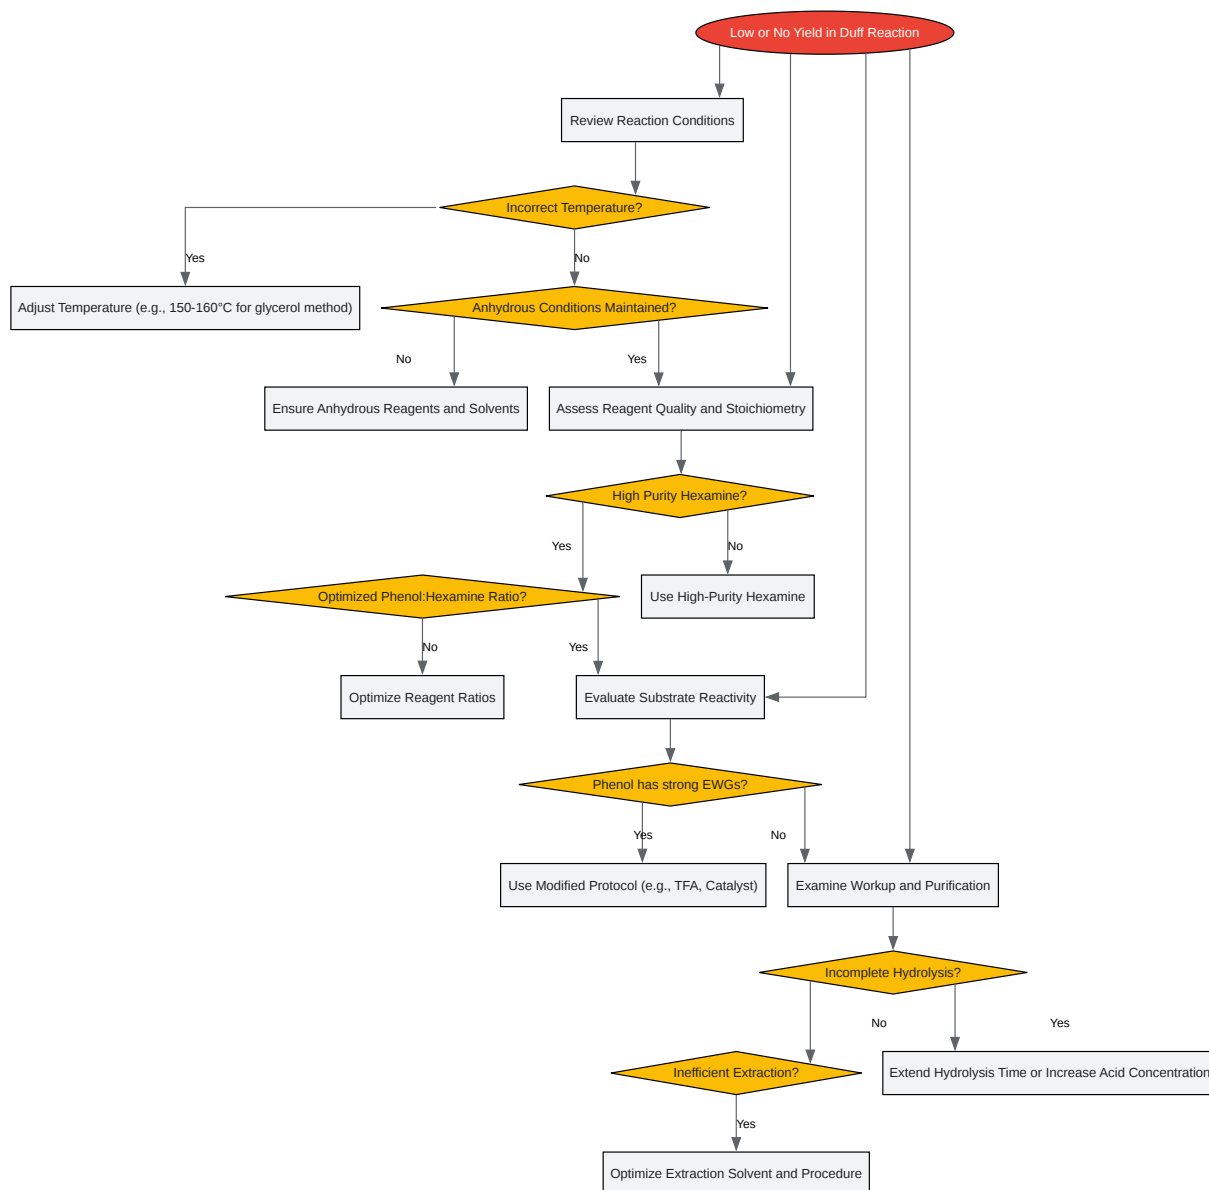 Low or No Yield in Duff Reaction
Review Reaction Conditions
Incorrect Temperature?
Yes
No
Adjust Temperature (e.g., 150-160°C for glycerol method)
Anhydrous Conditions Maintained?
No
Yes
Ensure Anhydrous Reagents and Solvents
Assess Reagent Quality and Stoichiometry
High Purity Hexamine?
Yes
No
Optimized Phenol:Hexamine Ratio?
Use High-Purity Hexamine
No
Yes
Optimize Reagent Ratios
Evaluate Substrate Reactivity
Phenol has strong EWGs?
Yes
No
Use Modified Protocol (e.g., TFA, Catalyst)
Examine Workup and Purification
Incomplete Hydrolysis?
No
Yes
Inefficient Extraction?
Extend Hydrolysis Time or Increase Acid Concentration
Yes
Optimize Extraction Solvent and Procedure